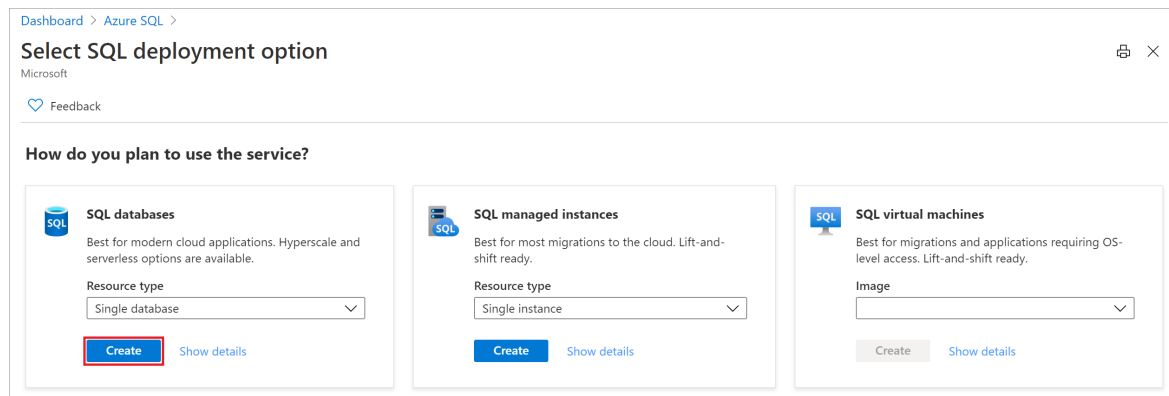 Dashboard > Azure SQL >
Select SQL deployment option
Microsoft
Feedback
How do you plan to use the service?
SQL
SQL databases
Best for modern cloud applications. Hyperscale and
serverless options are available.
Resource type
Single database
Create Show details
SQL
SQL managed instances
Best for most migrations to the cloud. Lift-and-
shift ready.
Resource type
Single instance
Create Show details
SQL
SQL virtual machines
Best for migrations and applications requiring OS-
level access. Lift-and-shift ready.
Image
Create Show details